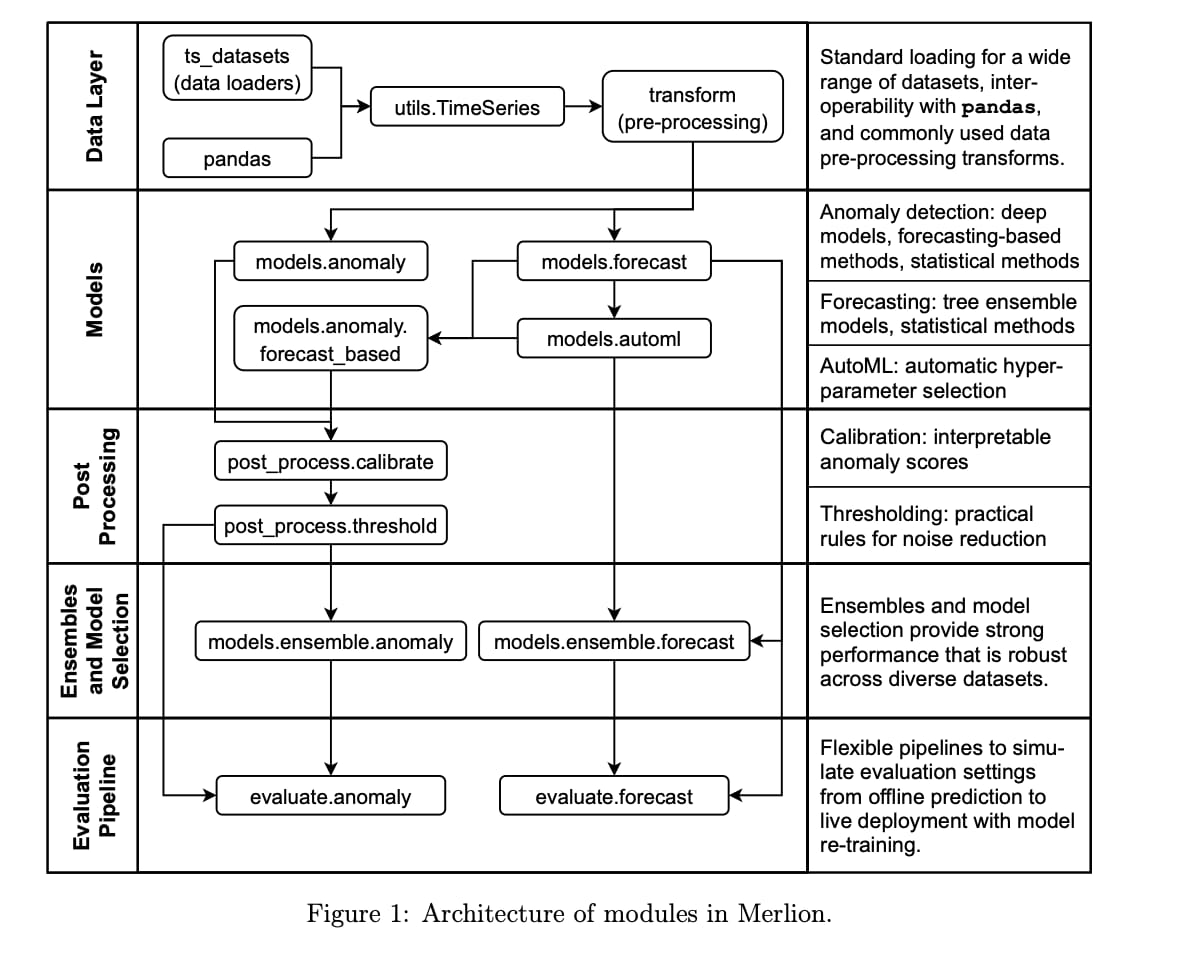 Data Layer
ts_datasets
(data loaders)
pandas
utils.TimeSeries
transform
(pre-processing)
Standard loading for a wide
range of datasets, inter-
operability with pandas,
and commonly used data
pre-processing transforms.
Models
models.anomaly
models.forecast
models.anomaly.
forecast_based
models.automl
Anomaly detection: deep
models, forecasting-based
methods, statistical methods
Forecasting: tree ensemble
models, statistical methods
AutoML: automatic hyper-
parameter selection
Post
Processing
post_process.calibrate
post_process.threshold
Calibration: interpretable
anomaly scores
Thresholding: practical
rules for noise reduction
Ensembles
and Model
Selection
models.ensemble.anomaly
models.ensemble.forecast
Ensembles and model
selection provide strong
performance that is robust
across diverse datasets.
Evaluation
Pipeline
evaluate.anomaly
evaluate.forecast
Flexible pipelines to simu-
late evaluation settings
from offline prediction to
live deployment with model
re-training.
Figure 1: Architecture of modules in Merlion.